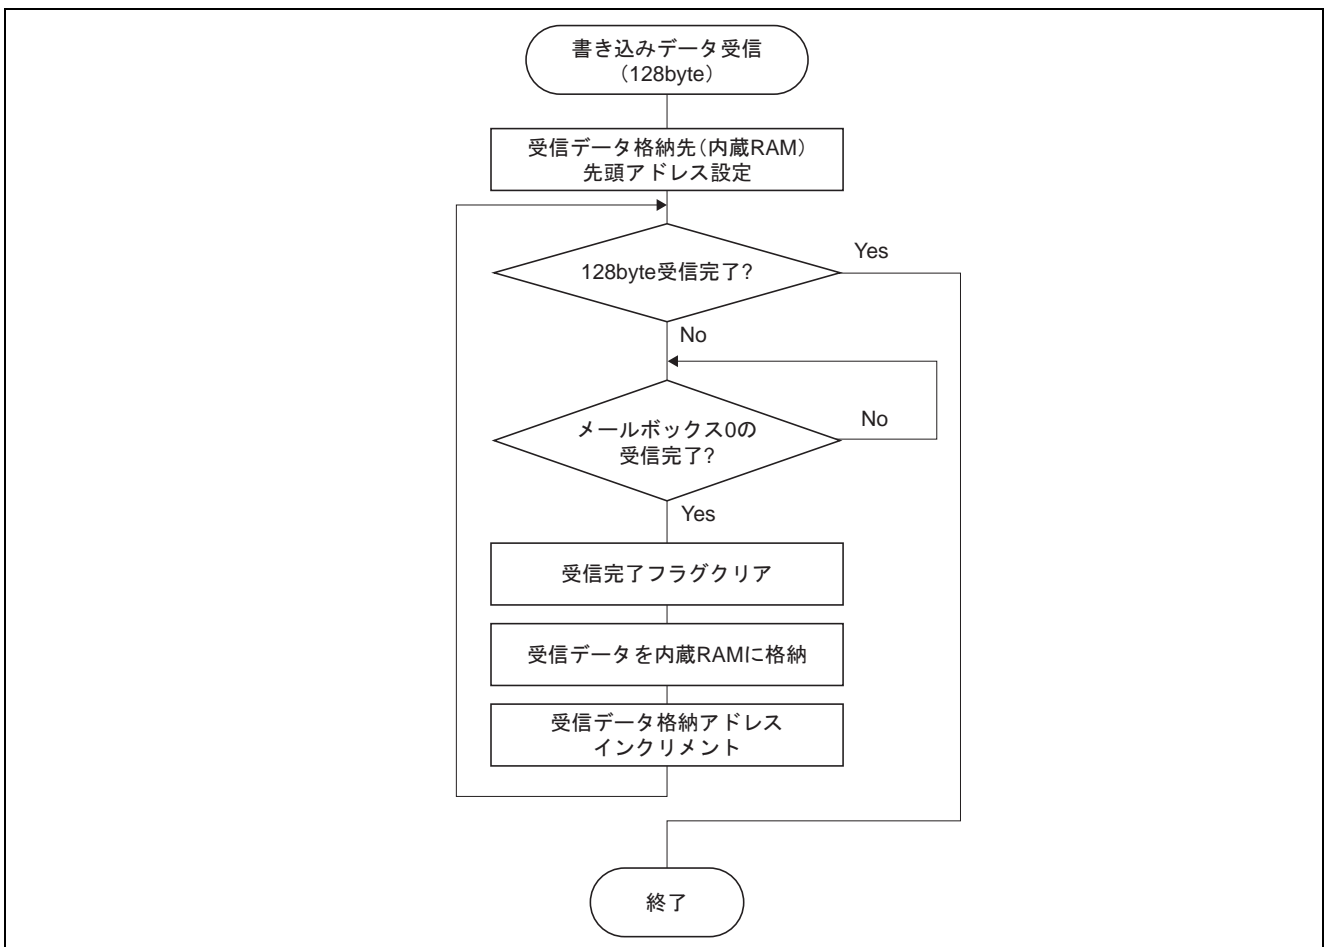 書き込みデータ受信
（128byte）
受信データ格納先（内蔵RAM）
先頭アドレス設定
128byte受信完了?
Yes
No
メールボックス0の
受信完了?
No
Yes
受信完了フラグクリア
受信データを内蔵RAMに格納
受信データ格納アドレス
インクリメント
終了